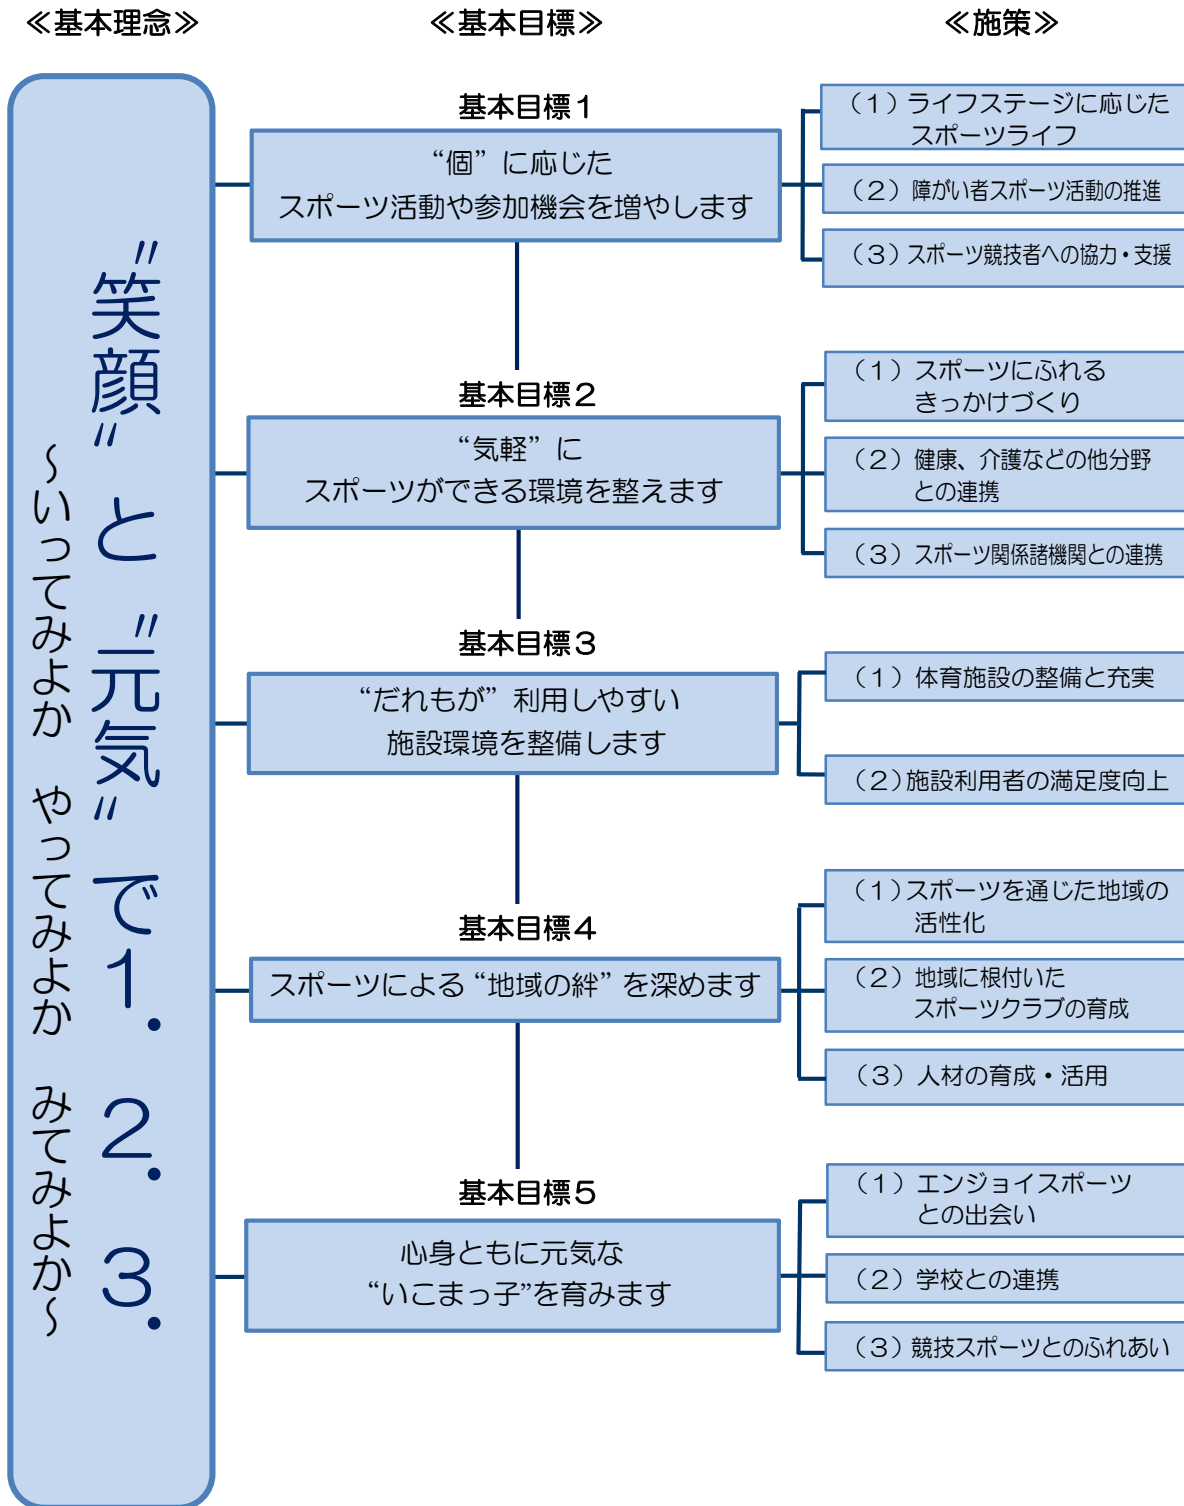 ≪基本理念≫
≪基本目標≫
≪施策≫
“笑顔” と “元気” で１．２．３．
～いってみよか　やってみよか　みてみよか～
基本目標１
“個” に応じた
スポーツ活動や参加機会を増やします
（１）ライフステージに応じた
スポーツライフ
（２）障がい者スポーツ活動の推進
（３）スポーツ競技者への協力・支援
基本目標２
“気軽” に
スポーツができる環境を整えます
（１）スポーツにふれる
きっかけづくり
（２）健康、介護などの他分野
との連携
（３）スポーツ関係諸機関との連携
基本目標３
“だれもが” 利用しやすい
施設環境を整備します
（１）体育施設の整備と充実
（２）施設利用者の満足度向上
基本目標４
スポーツによる “地域の絆” を深めます
（１）スポーツを通じた地域の
活性化
（２）地域に根付いた
スポーツクラブの育成
（３）人材の育成・活用
基本目標５
心身ともに元気な
“いこまっ子”を育みます
（１）エンジョイスポーツ
との出会い
（２）学校との連携
（３）競技スポーツとのふれあい